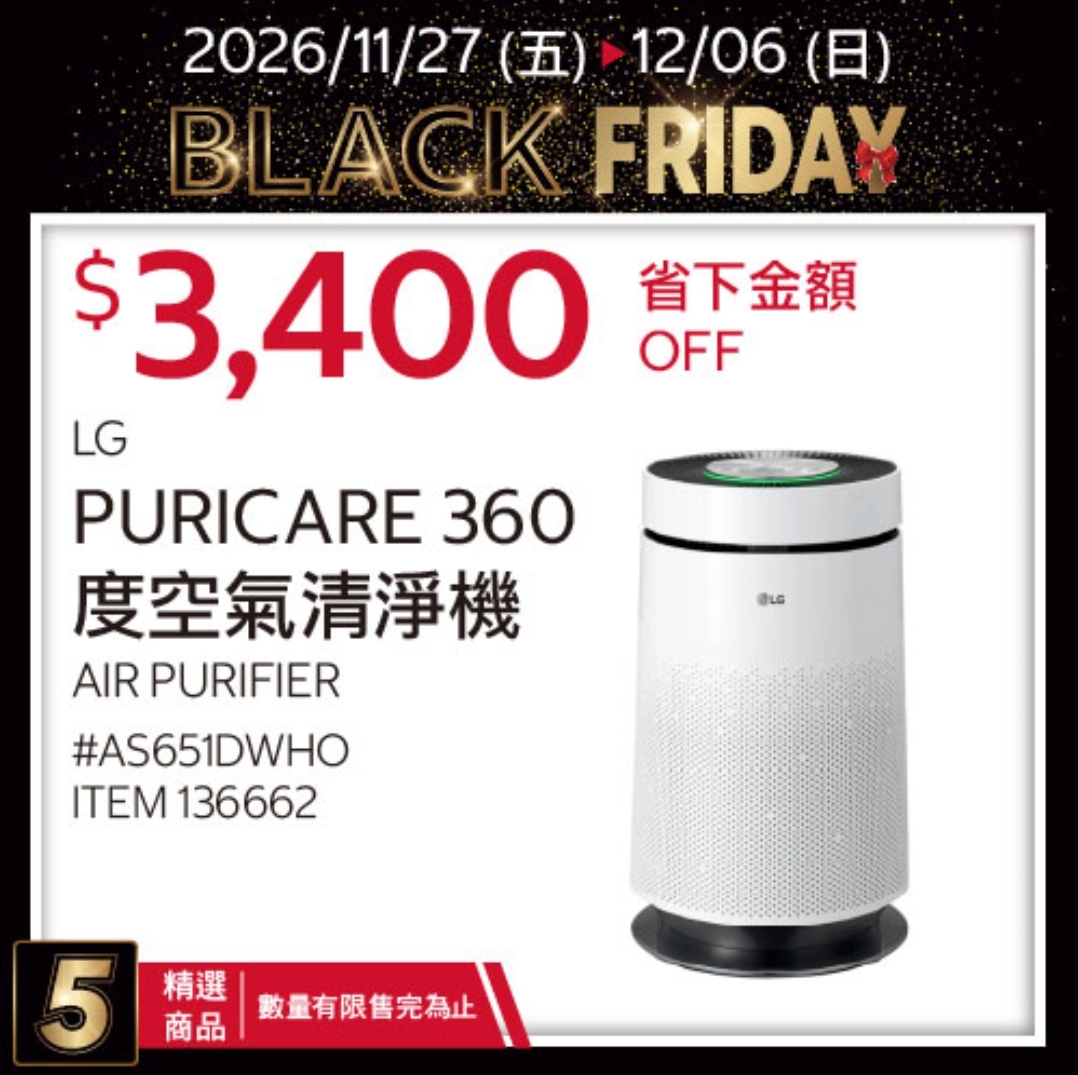 2026/11/27 (五)▶12/06 (日)
BLACK FRIDAY
$3,400
省下金額
OFF
LG
PURICARE 360
度空氣清淨機
AIR PURIFIER
#AS651DWHO
ITEM 136662
LG
5
精選
商品
數量有限售完為止